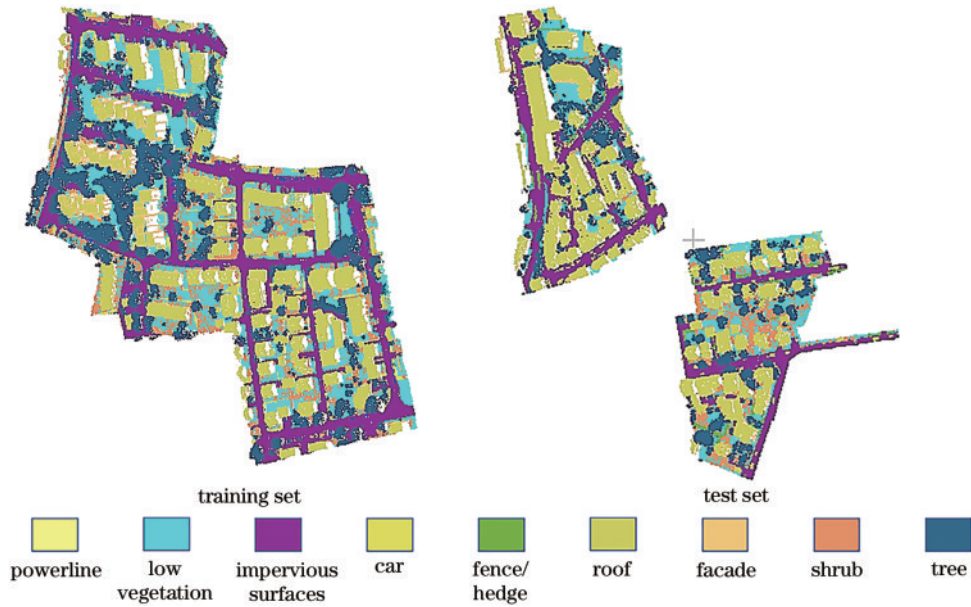 training set
test set
powerline
low
vegetation
impervious
surfaces
car
fence/
hedge
roof
facade
shrub
tree